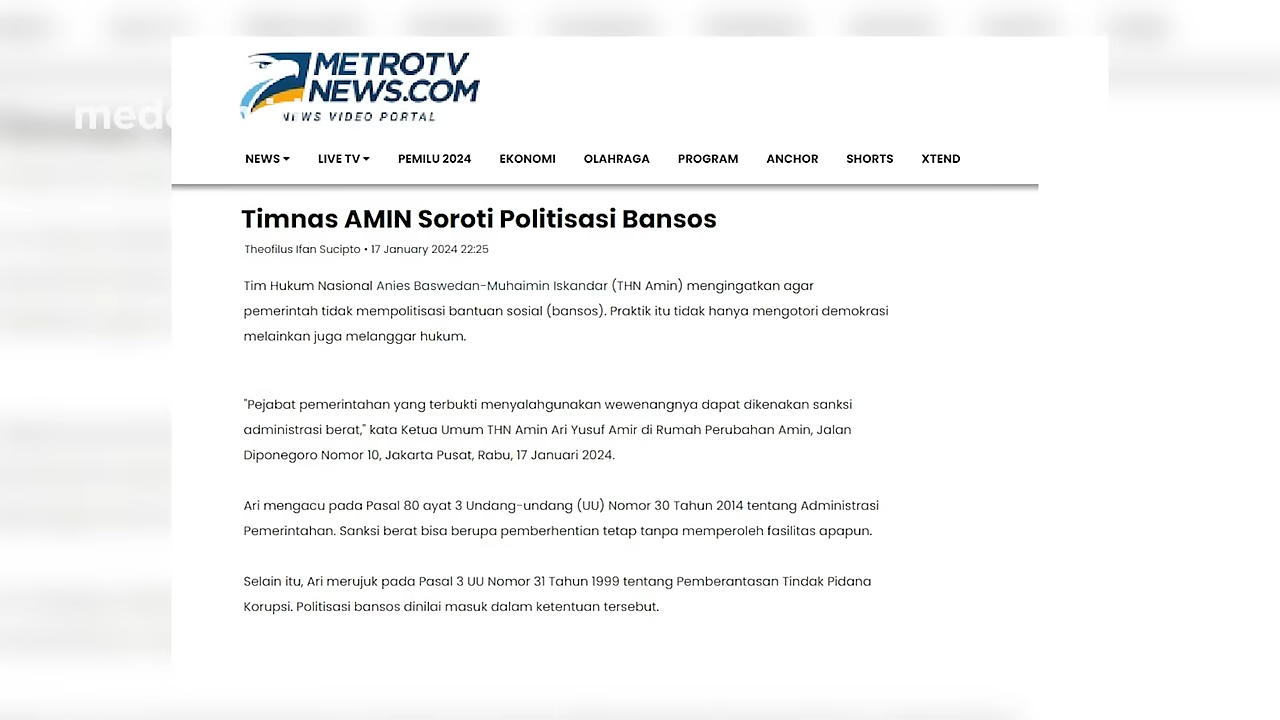 METROTV
NEWS.COM
NEWS VIDEO PORTAL
NEWS LIVE TV PEMILU 2024 EKONOMI OLAHRAGA PROGRAM ANCHOR SHORTS XTEND
Timnas AMIN Soroti Politisasi Bansos
Theofilus Ifan Sucipto • 17 January 2024 22:25
Tim Hukum Nasional Anies Baswedan-Muhaimin Iskandar (THN Amin) mengingatkan agar
pemerintah tidak mempolitisasi bantuan sosial (bansos). Praktik itu tidak hanya mengotori demokrasi
melainkan juga melanggar hukum.
"Pejabat pemerintahan yang terbukti menyalahgunakan wewenangnya dapat dikenakan sanksi
administrasi berat," kata Ketua Umum THN Amin Ari Yusuf Amir di Rumah Perubahan Amin, Jalan
Diponegoro Nomor 10, Jakarta Pusat, Rabu, 17 Januari 2024.
Ari mengacu pada Pasal 80 ayat 3 Undang-undang (UU) Nomor 30 Tahun 2014 tentang Administrasi
Pemerintahan. Sanksi berat bisa berupa pemberhentian tetap tanpa memperoleh fasilitas apapun.
Selain itu, Ari merujuk pada Pasal 3 UU Nomor 31 Tahun 1999 tentang Pemberantasan Tindak Pidana
Korupsi. Politisasi bansos dinilai masuk dalam ketentuan tersebut.